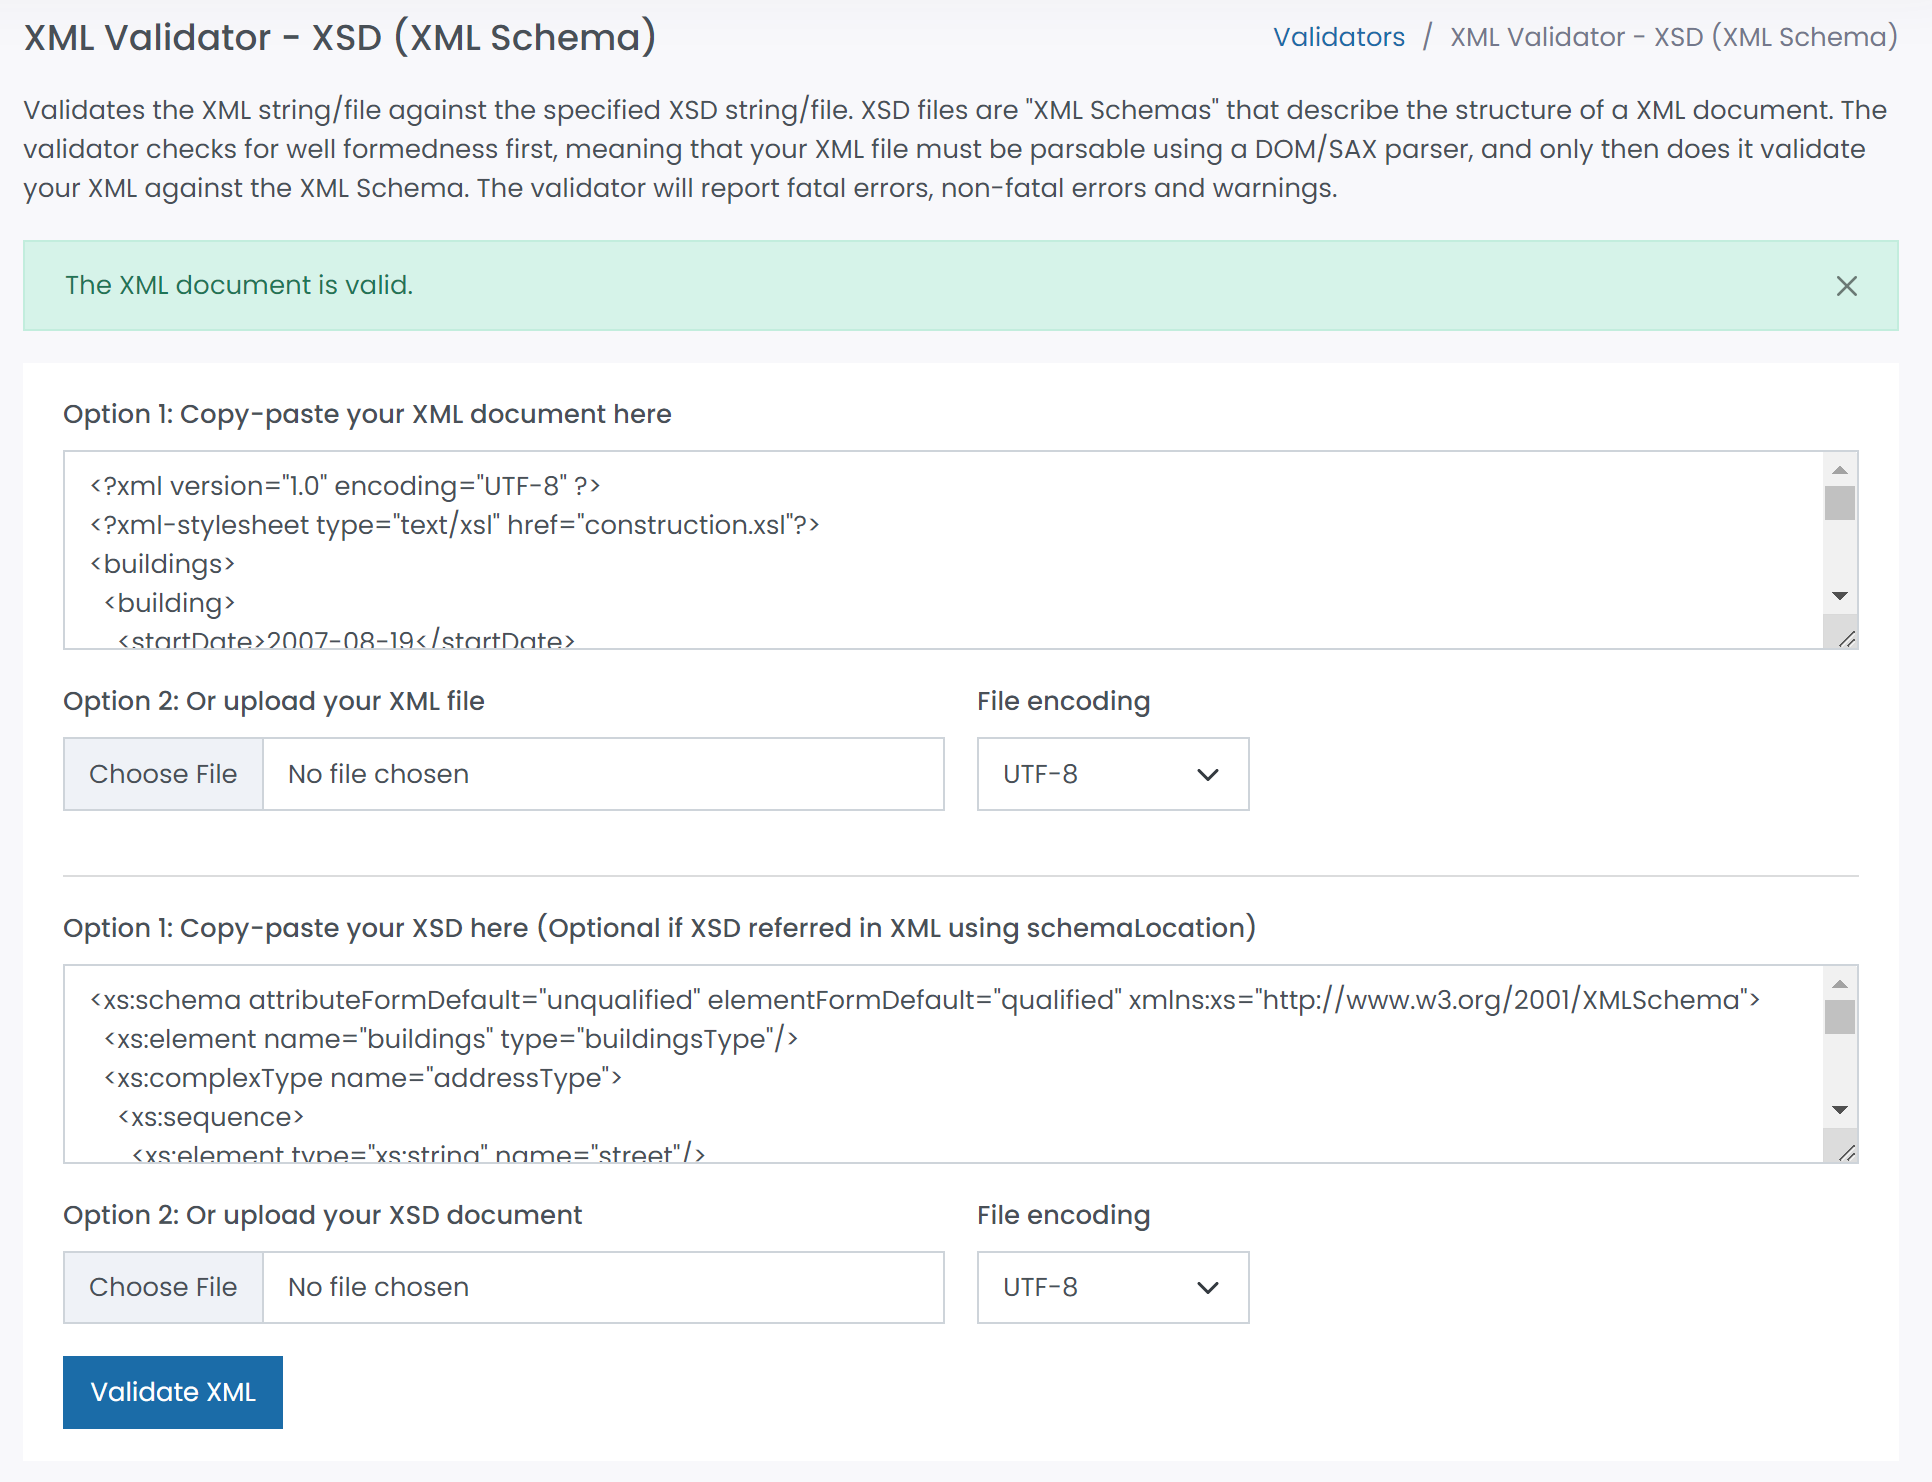 XML Validator - XSD (XML Schema)
Validators / XML Validator - XSD (XML Schema)
Validates the XML string/file against the specified XSD string/file. XSD files are "XML Schemas" that describe the structure of a XML document. The
validator checks for well formedness first, meaning that your XML file must be parsable using a DOM/SAX parser, and only then does it validate
your XML against the XML Schema. The validator will report fatal errors, non-fatal errors and warnings.
The XML document is valid.
Option 1: Copy-paste your XML document here
<?xml version="1.0" encoding="UTF-8" ?>
<?xml-stylesheet type="text/xsl" href="construction.xsl"?>
<buildings>
<building>
<startDate>2007-08-19</startDate>
Option 2: Or upload your XML file
File encoding
Choose File
No file chosen
UTF-8
Option 1: Copy-paste your XSD here (Optional if XSD referred in XML using schemaLocation)
<xs:schema attributeFormDefault="unqualified" elementFormDefault="qualified" xmlns:xs="http://www.w3.org/2001/XMLSchema">
<xs:element name="buildings" type="buildingsType"/>
<xs:complexType name="addressType">
<xs:sequence>
<xs:element type="xs:string" name="street"/>
Option 2: Or upload your XSD document
File encoding
Choose File
No file chosen
UTF-8
Validate XML